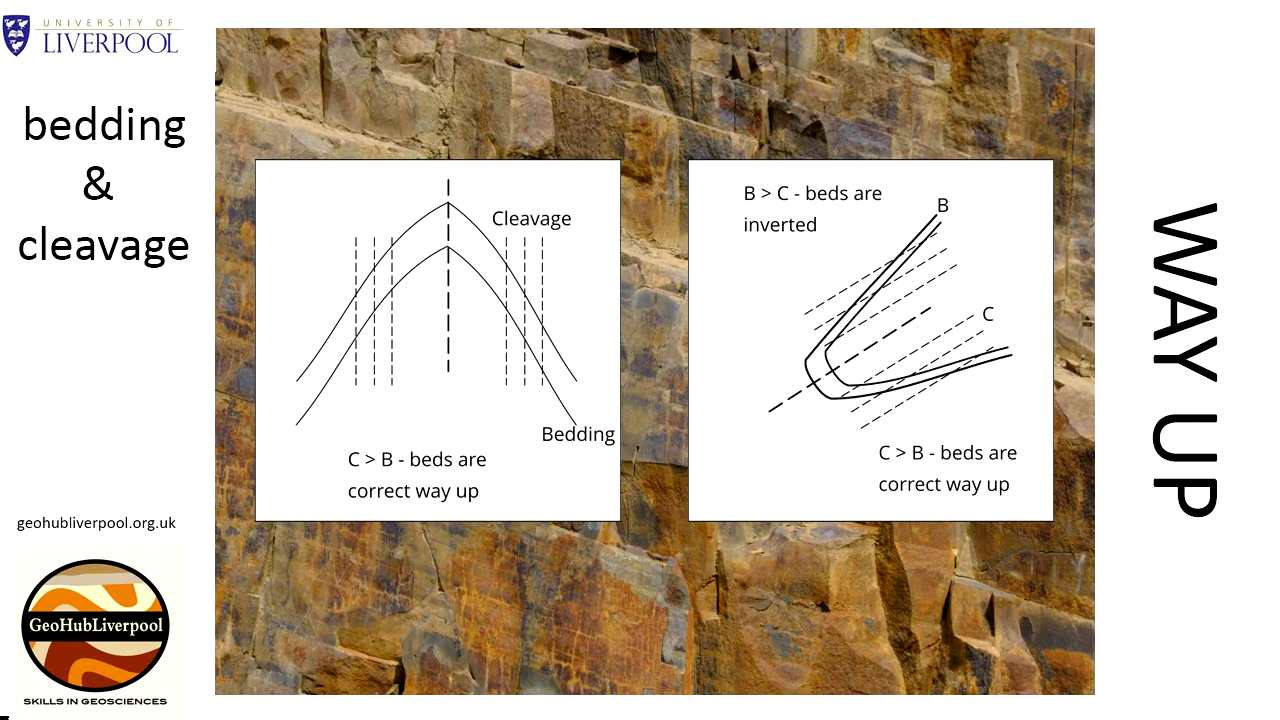 UNIVERSITY OF
LIVERPOOL
bedding
&
cleavage
geohubliverpool.org.uk
GeoHubLiverpool
SKILLS IN GEOSCIENCES
Cleavage
Bedding
C > B - beds are
correct way up
B > C - beds are
inverted
B
C
C > B - beds are
correct way up
WAY UP